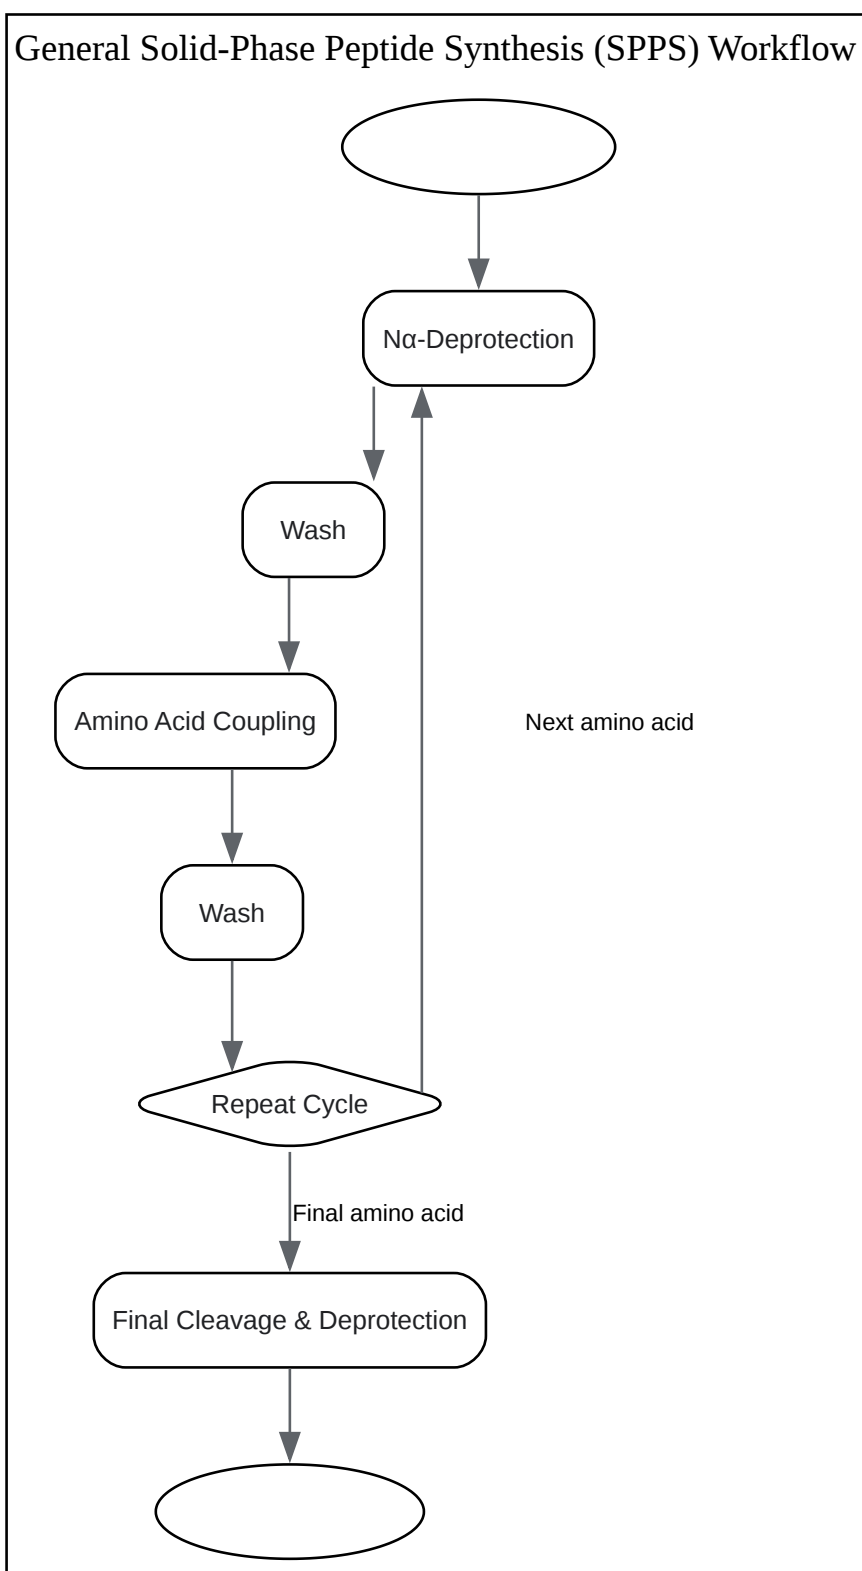 General Solid-Phase Peptide Synthesis (SPPS) Workflow
Nα-Deprotection
Wash
Amino Acid Coupling
Next amino acid
Wash
Repeat Cycle
Final amino acid
Final Cleavage & Deprotection